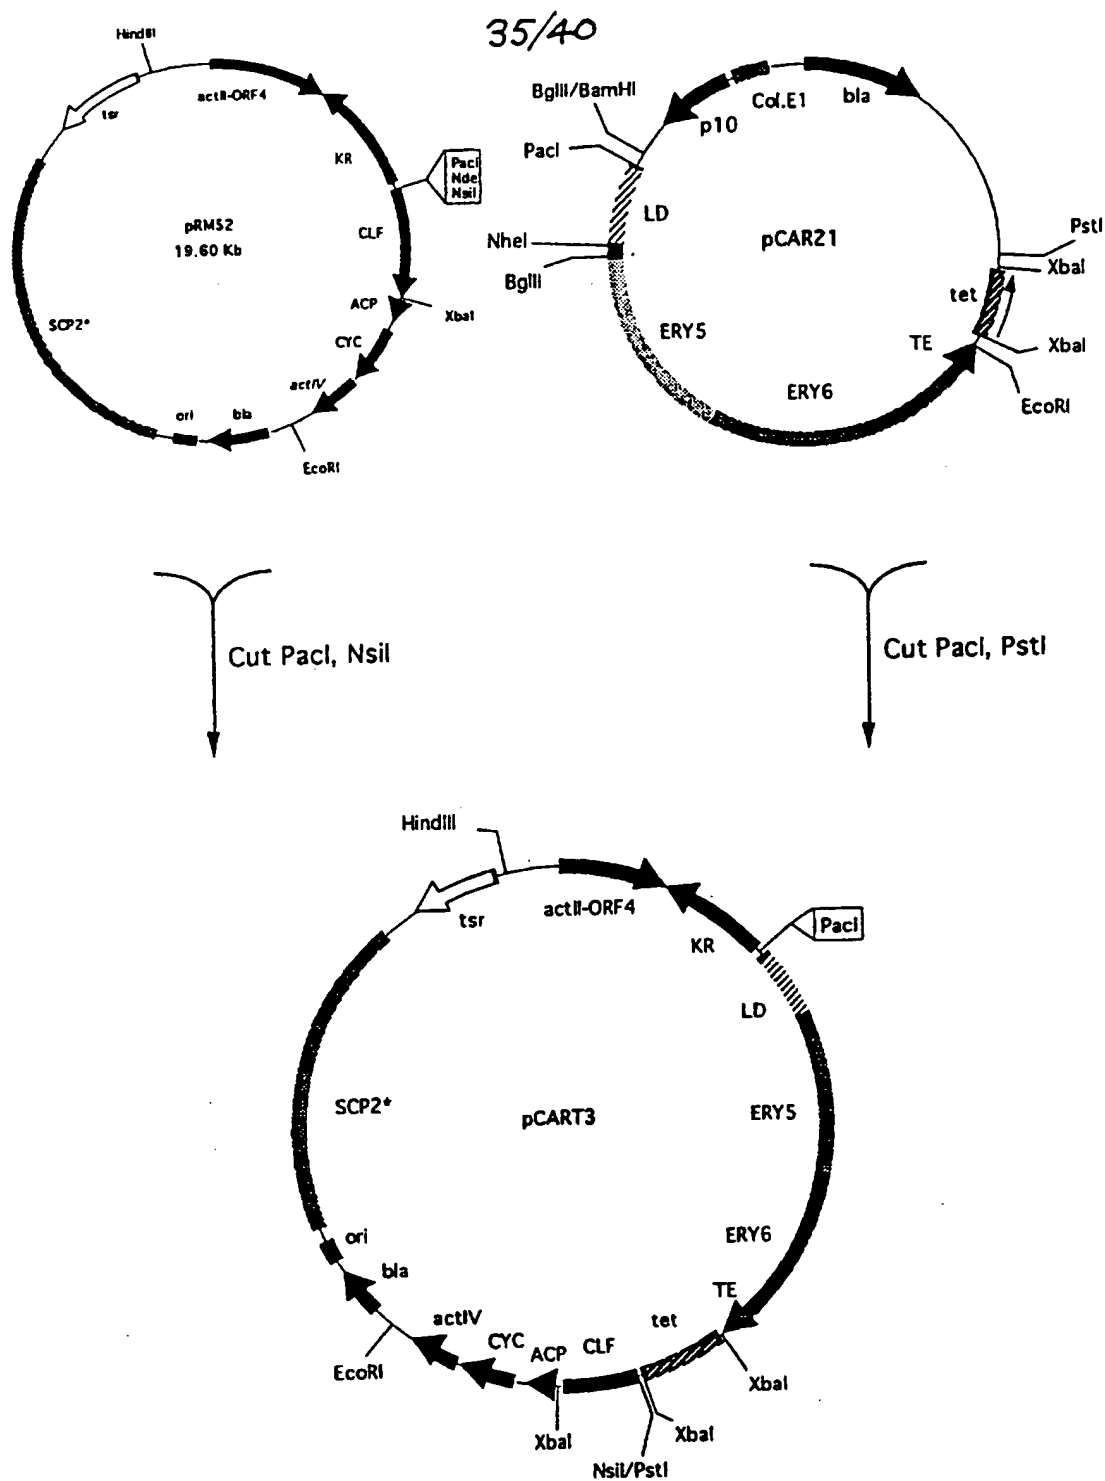 35/40
HindIII
actII-ORF4
tsr
KR
PacI
Nde
NsiI
pRM52
19.60 Kb
CLF
ACP
XbaI
SCP2*
CYC
actIV
ori
bla
EcoRI
BglII/BamHI
Col.E1
bla
p10
PacI
LD
pCAR21
NheI
PstI
BglII
XbaI
tet
ERY5
TE
XbaI
ERY6
EcoRI
Cut PacI, NsiI
Cut PacI, PstI
HindIII
actII-ORF4
tsr
PacI
KR
LD
SCP2*
pCART3
ERY5
ERY6
ori
bla
TE
tet
actIV
CYC
ACP
CLF
EcoRI
XbaI
XbaI
XbaI
NsiI/PstI